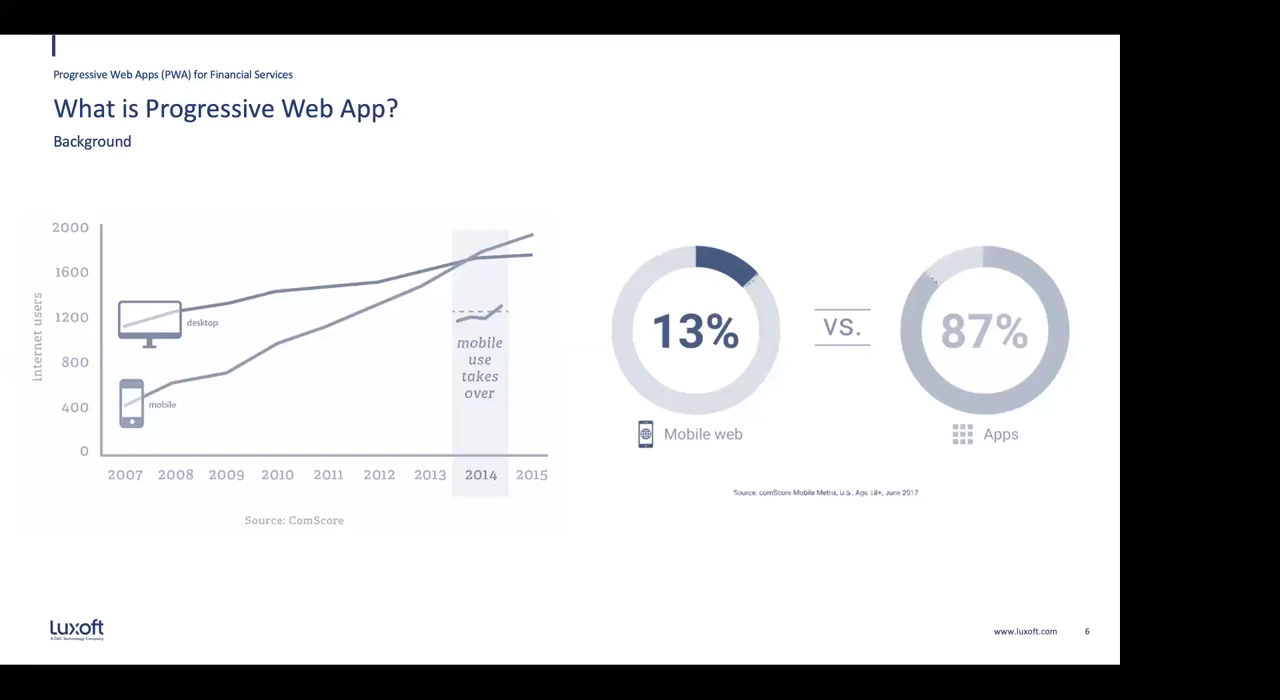 Progressive Web Apps (PWA) for Financial Services
What is Progressive Web App?
Background
internet users
2000
1600
1200
800
400
0
desktop
mobile
mobile
use
takes
over
2007 2008 2009 2010 2011 2012 2013 2014 2015
Source: ComScore
13%
VS.
87%
Mobile web
Apps
Source: comScore Mobile Metrix, U.S., Age 18+, June 2017
Luxoft
A DXC Technology Company
www.luxoft.com
6